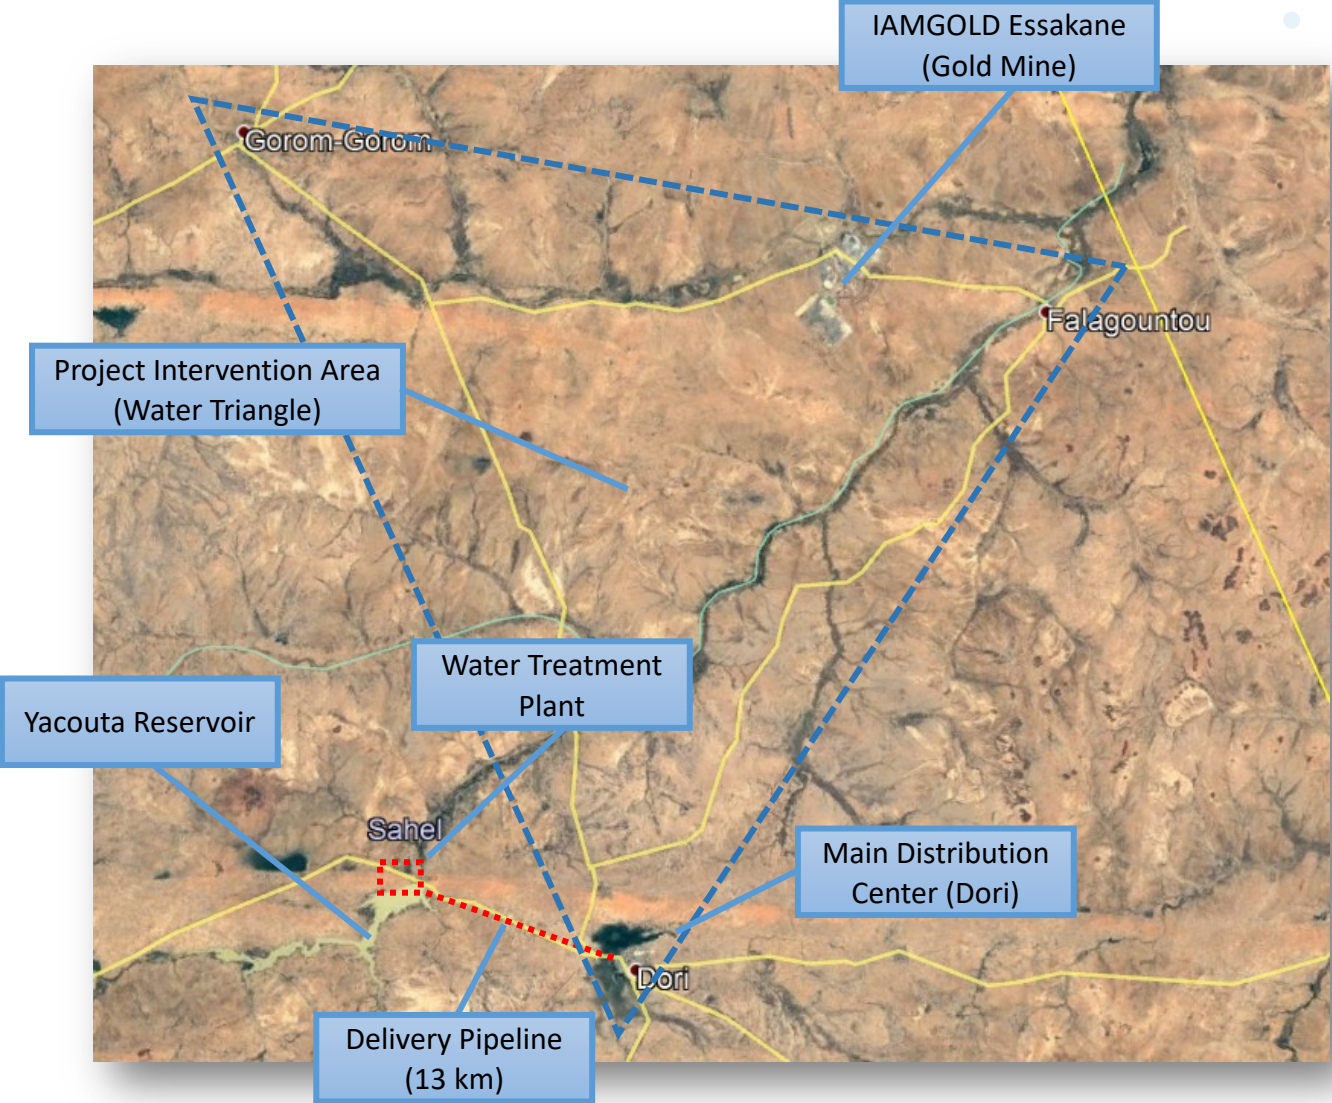 IAMGOLD Essakane
(Gold Mine)
Gorom-Gorom
Falagountou
Project Intervention Area
(Water Triangle)
Water Treatment
Plant
Yacouta Reservoir
Sahel
Main Distribution
Center (Dori)
Dori
Delivery Pipeline
(13 km)